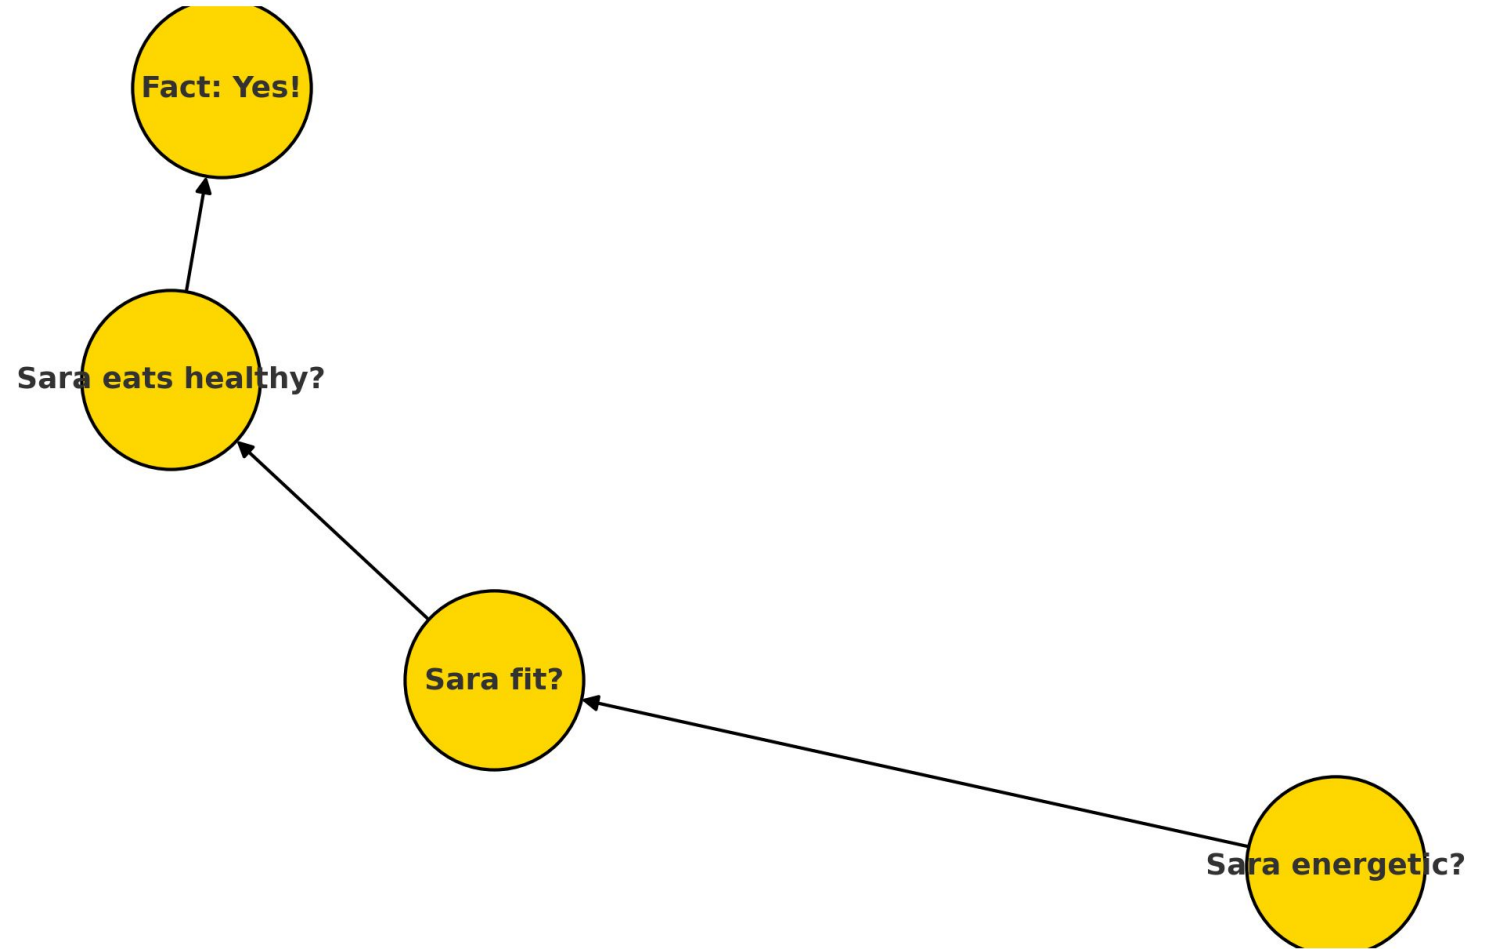 Fact: Yes!
Sara eats healthy?
Sara fit?
Sara energetic?